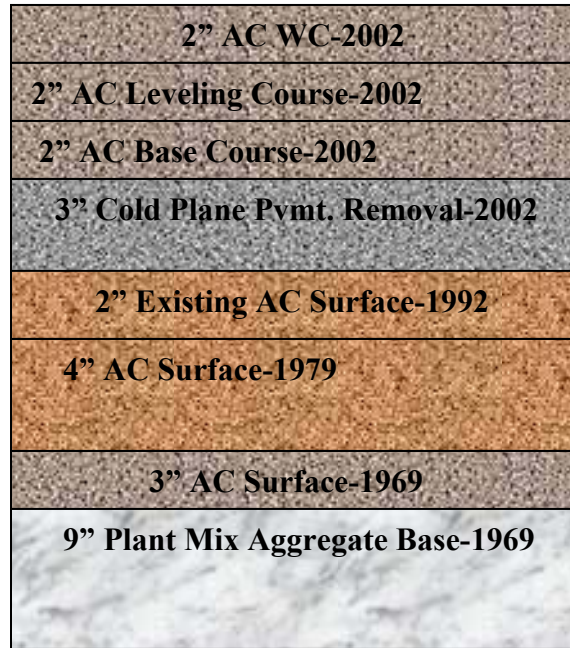 2” AC WC-2002
2” AC Leveling Course-2002
2” AC Base Course-2002
3” Cold Plane Pvmt. Removal-2002
2” Existing AC Surface-1992
4” AC Surface-1979
3” AC Surface-1969
9” Plant Mix Aggregate Base-1969